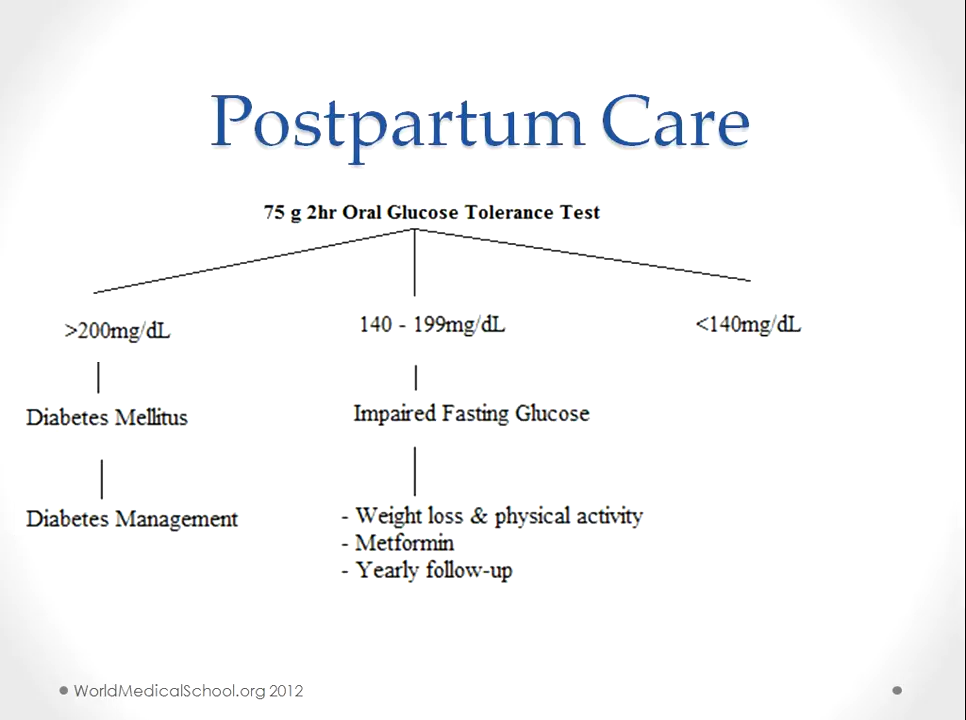 Postpartum Care
75 g 2hr Oral Glucose Tolerance Test
>200mg/dL
140 - 199mg/dL
<140mg/dL
Diabetes Mellitus
Impaired Fasting Glucose
Diabetes Management
- Weight loss & physical activity
- Metformin
- Yearly follow-up
WorldMedicalSchool.org 2012